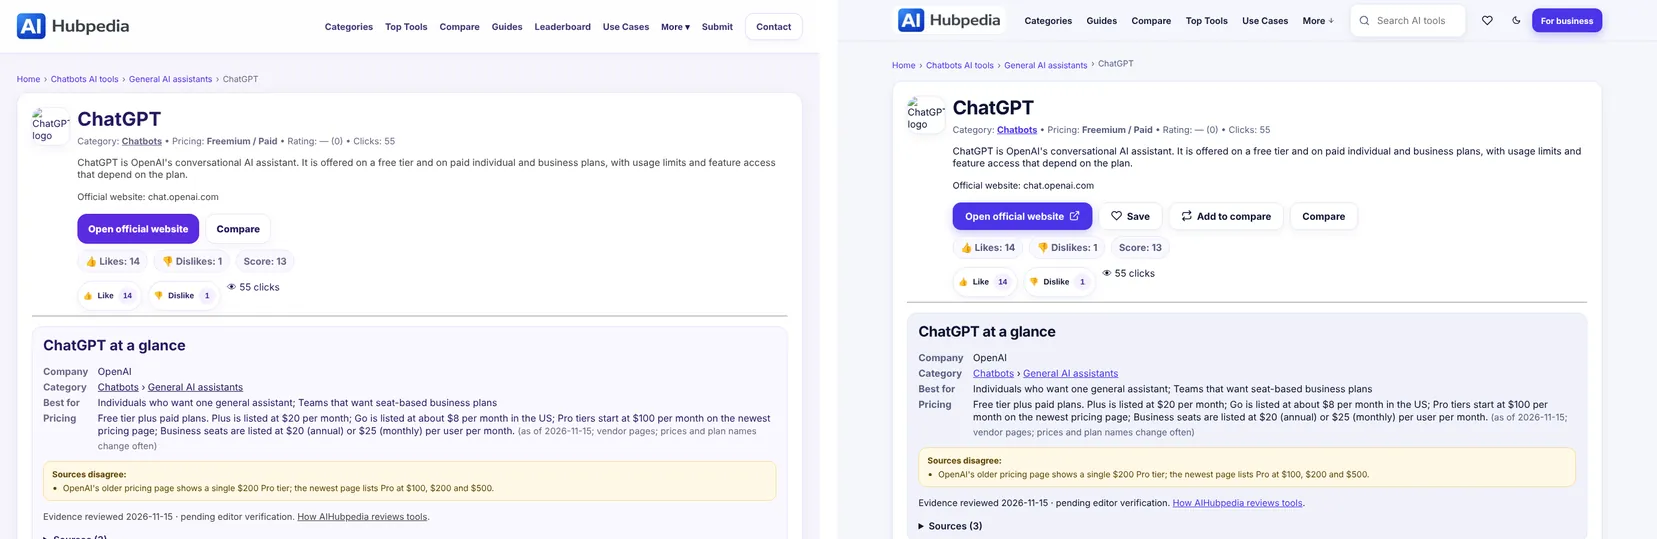 AI Hubpedia
Categories Top Tools Compare Guides Leaderboard Use Cases More ▾ Submit Contact
Home › Chatbots AI tools › General AI assistants › ChatGPT
ChatGPT logo
ChatGPT
Category: Chatbots • Pricing: Freemium / Paid • Rating: — (0) • Clicks: 55
ChatGPT is OpenAI's conversational AI assistant. It is offered on a free tier and on paid individual and business plans, with usage limits and feature access
that depend on the plan.
Official website: chat.openai.com
Open official website Compare
👍 Likes: 14 👎 Dislikes: 1 Score: 13
👍 Like 14 👎 Dislike 1 👁 55 clicks
ChatGPT at a glance
Company OpenAI
Category Chatbots › General AI assistants
Best for Individuals who want one general assistant; Teams that want seat-based business plans
Pricing Free tier plus paid plans. Plus is listed at $20 per month; Go is listed at about $8 per month in the US; Pro tiers start at $100 per month on the newest
pricing page; Business seats are listed at $20 (annual) or $25 (monthly) per user per month. (as of 2026-11-15; vendor pages; prices and plan names
change often)
Sources disagree:
• OpenAI's older pricing page shows a single $200 Pro tier; the newest page lists Pro at $100, $200 and $500.
Evidence reviewed 2026-11-15 · pending editor verification. How AIHubpedia reviews tools.
▸ Sources (3)
AI Hubpedia
Categories Guides Compare Top Tools Use Cases More ↓ Search AI tools For business
Home › Chatbots AI tools › General AI assistants › ChatGPT
ChatGPT logo
ChatGPT
Category: Chatbots • Pricing: Freemium / Paid • Rating: — (0) • Clicks: 55
ChatGPT is OpenAI's conversational AI assistant. It is offered on a free tier and on paid individual and business plans, with usage limits and
feature access that depend on the plan.
Official website: chat.openai.com
Open official website Save Add to compare Compare
👍 Likes: 14 👎 Dislikes: 1 Score: 13
👍 Like 14 👎 Dislike 1 👁 55 clicks
ChatGPT at a glance
Company OpenAI
Category Chatbots › General AI assistants
Best for Individuals who want one general assistant; Teams that want seat-based business plans
Pricing Free tier plus paid plans. Plus is listed at $20 per month; Go is listed at about $8 per month in the US; Pro tiers start at $100 per
month on the newest pricing page; Business seats are listed at $20 (annual) or $25 (monthly) per user per month. (as of 2026-11-15;
vendor pages; prices and plan names change often)
Sources disagree:
• OpenAI's older pricing page shows a single $200 Pro tier; the newest page lists Pro at $100, $200 and $500.
Evidence reviewed 2026-11-15 · pending editor verification. How AIHubpedia reviews tools.
▸ Sources (3)